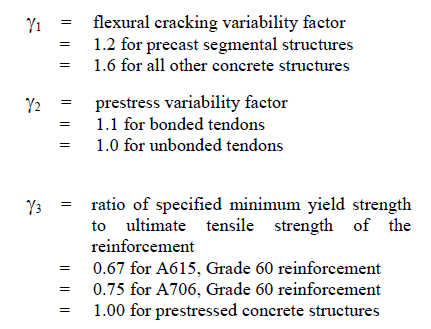 γ1 = flexural cracking variability factor
= 1.2 for precast segmental structures
= 1.6 for all other concrete structures
γ2 = prestress variability factor
= 1.1 for bonded tendons
= 1.0 for unbonded tendons
γ3 = ratio of specified minimum yield strength
to ultimate tensile strength of the
reinforcement
= 0.67 for A615, Grade 60 reinforcement
= 0.75 for A706, Grade 60 reinforcement
= 1.00 for prestressed concrete structures